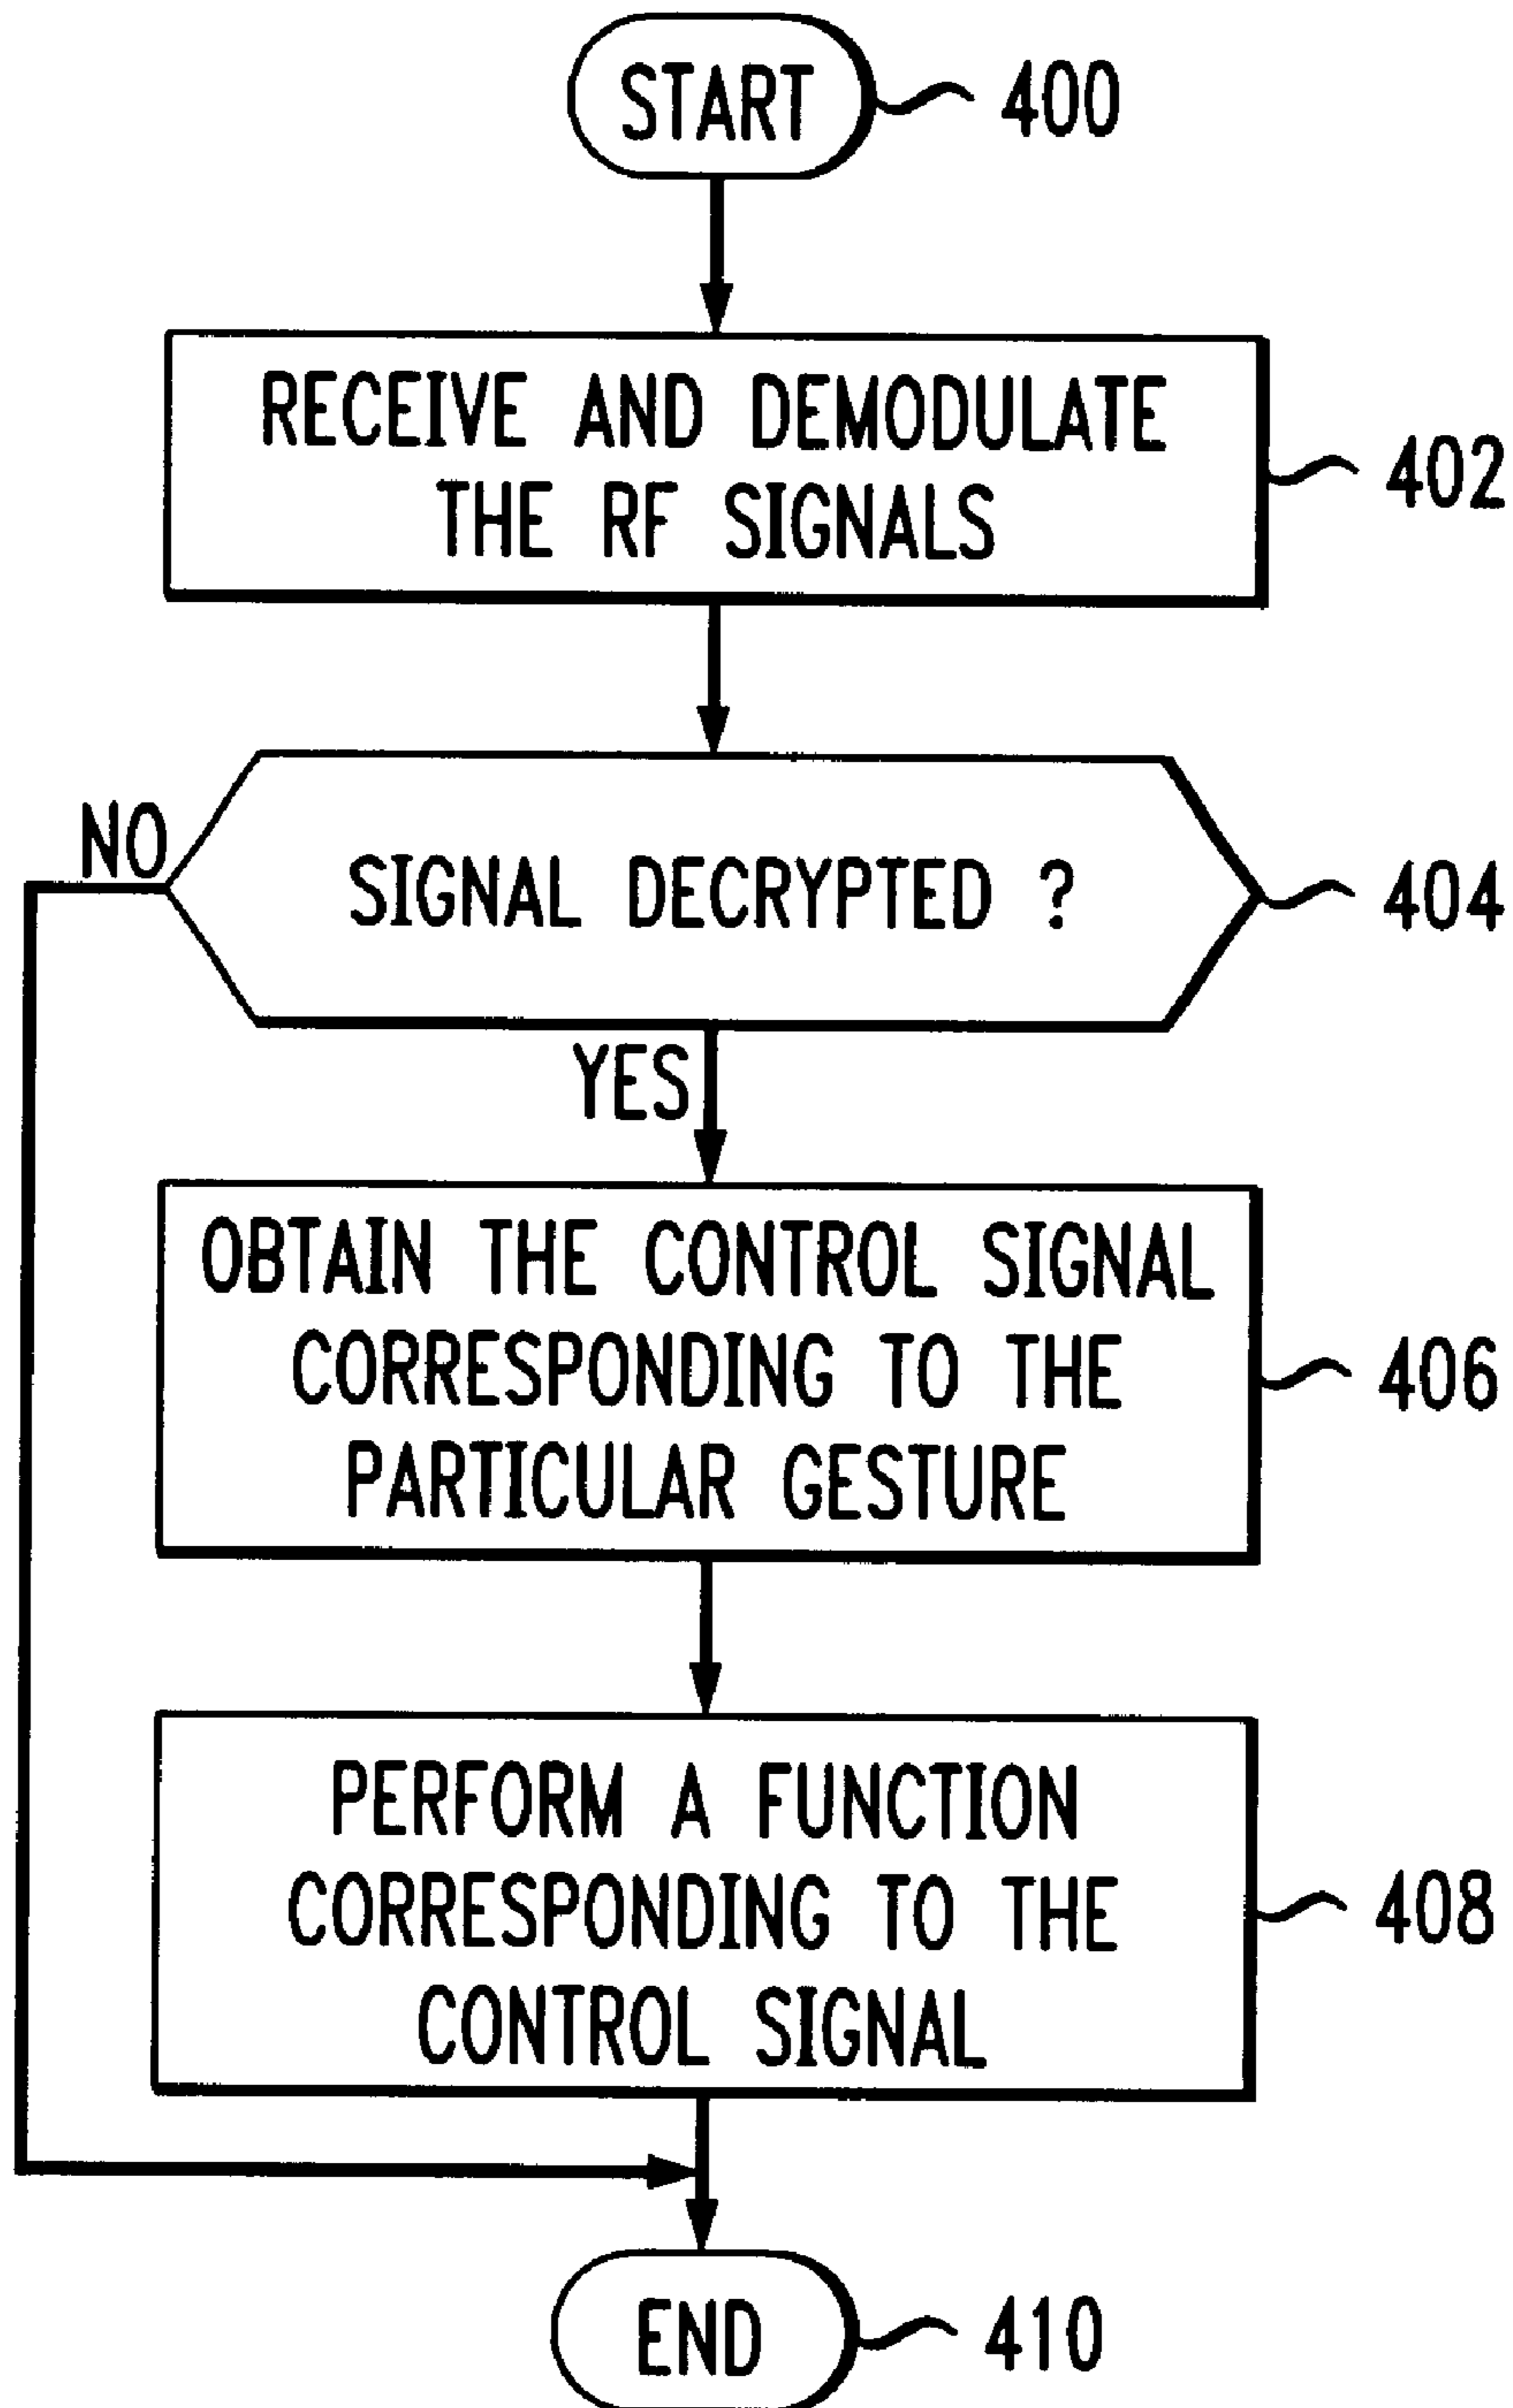 START
400
RECEIVE AND DEMODULATE
THE RF SIGNALS
402
NO
SIGNAL DECRYPTED ?
404
YES
OBTAIN THE CONTROL SIGNAL
CORRESPONDING TO THE
PARTICULAR GESTURE
406
PERFORM A FUNCTION
CORRESPONDING TO THE
CONTROL SIGNAL
408
END
410